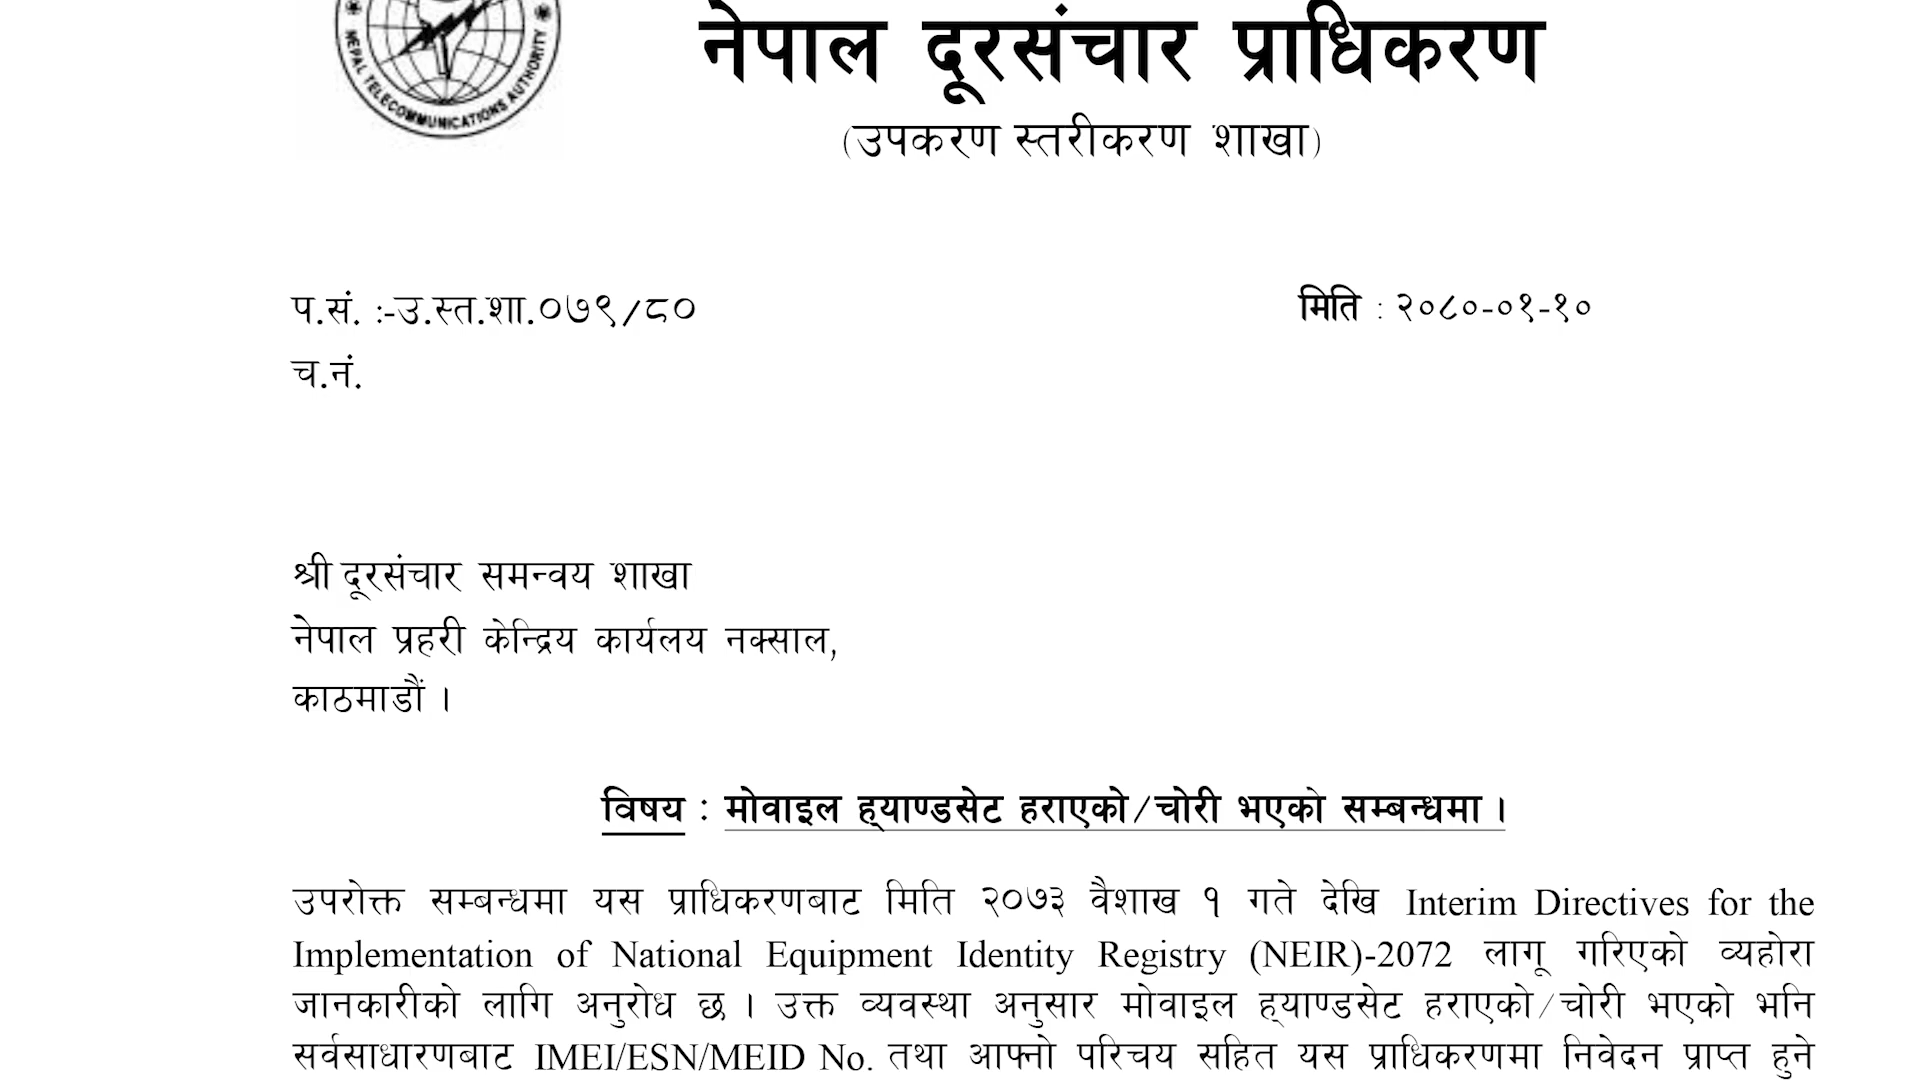 नेपाल दूरसंचार प्राधिकरण
NEPAL TELECOMMUNICATIONS AUTHORITY
(उपकरण स्तरीकरण शाखा)
प.सं. :-उ.स्त.शा.०७९/८०
मिति : २०८०-०१-१०
च.नं.
श्री दूरसंचार समन्वय शाखा
नेपाल प्रहरी केन्द्रिय कार्यलय नक्साल,
काठमाडौं ।
विषय : मोवाइल ह्याण्डसेट हराएको/चोरी भएको सम्बन्धमा ।
उपरोक्त सम्बन्धमा यस प्राधिकरणबाट मिति २०७३ वैशाख १ गते देखि Interim Directives for the
Implementation of National Equipment Identity Registry (NEIR)-2072 लागू गरिएको व्यहोरा
जानकारीको लागि अनुरोध छ । उक्त व्यवस्था अनुसार मोवाइल ह्याण्डसेट हराएको/चोरी भएको भनि
सर्वसाधारणबाट IMEI/ESN/MEID No. तथा आफ्नो परिचय सहित यस प्राधिकरणमा निवेदन प्राप्त हुने